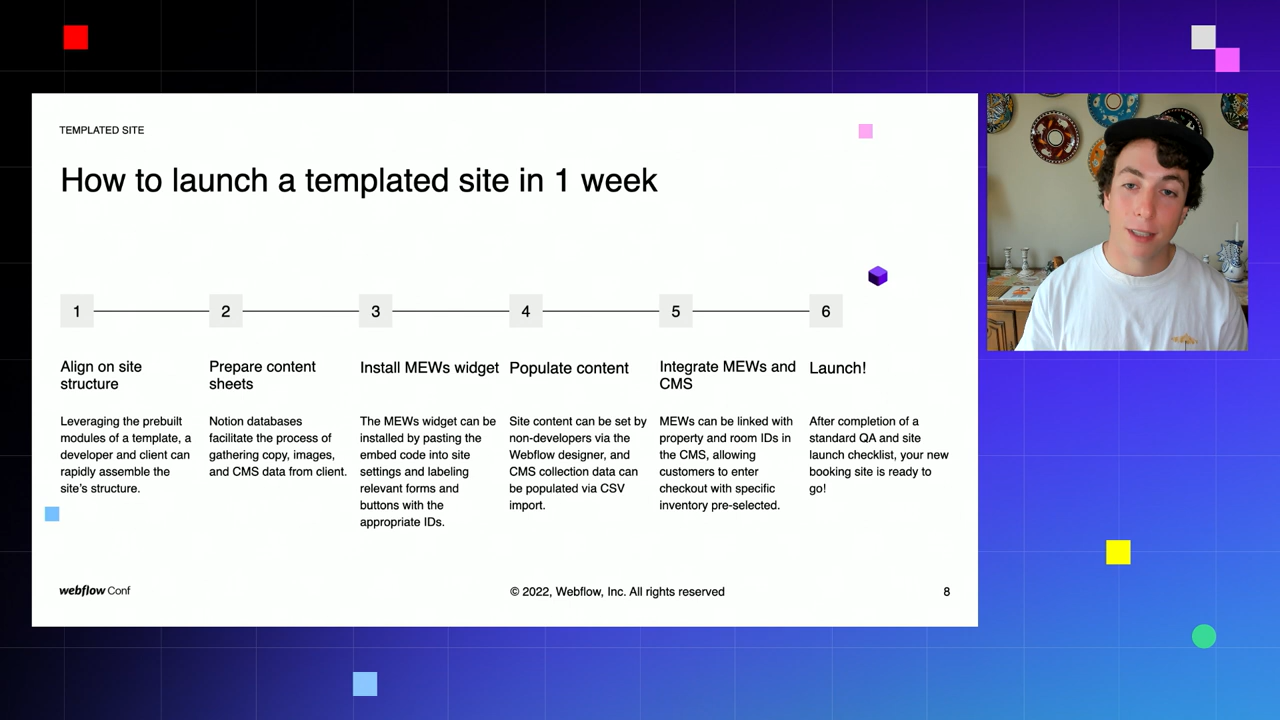 TEMPLATED SITE
How to launch a templated site in 1 week
1
2
3
4
5
6
Align on site
structure
Leveraging the prebuilt
modules of a template, a
developer and client can
rapidly assemble the
site's structure.
Prepare content
sheets
Notion databases
facilitate the process of
gathering copy, images,
and CMS data from client.
Install MEWs widget
The MEWs widget can be
installed by pasting the
embed code into site
settings and labeling
relevant forms and
buttons with the
appropriate IDs.
Populate content
Site content can be set by
non-developers via the
Webflow designer, and
CMS collection data can
be populated via CSV
import.
Integrate MEWs and
CMS
MEWs can be linked with
property and room IDs in
the CMS, allowing
customers to enter
checkout with specific
inventory pre-selected.
Launch!
After completion of a
standard QA and site
launch checklist, your new
booking site is ready to
go!
webflow Conf
© 2022, Webflow, Inc. All rights reserved
8